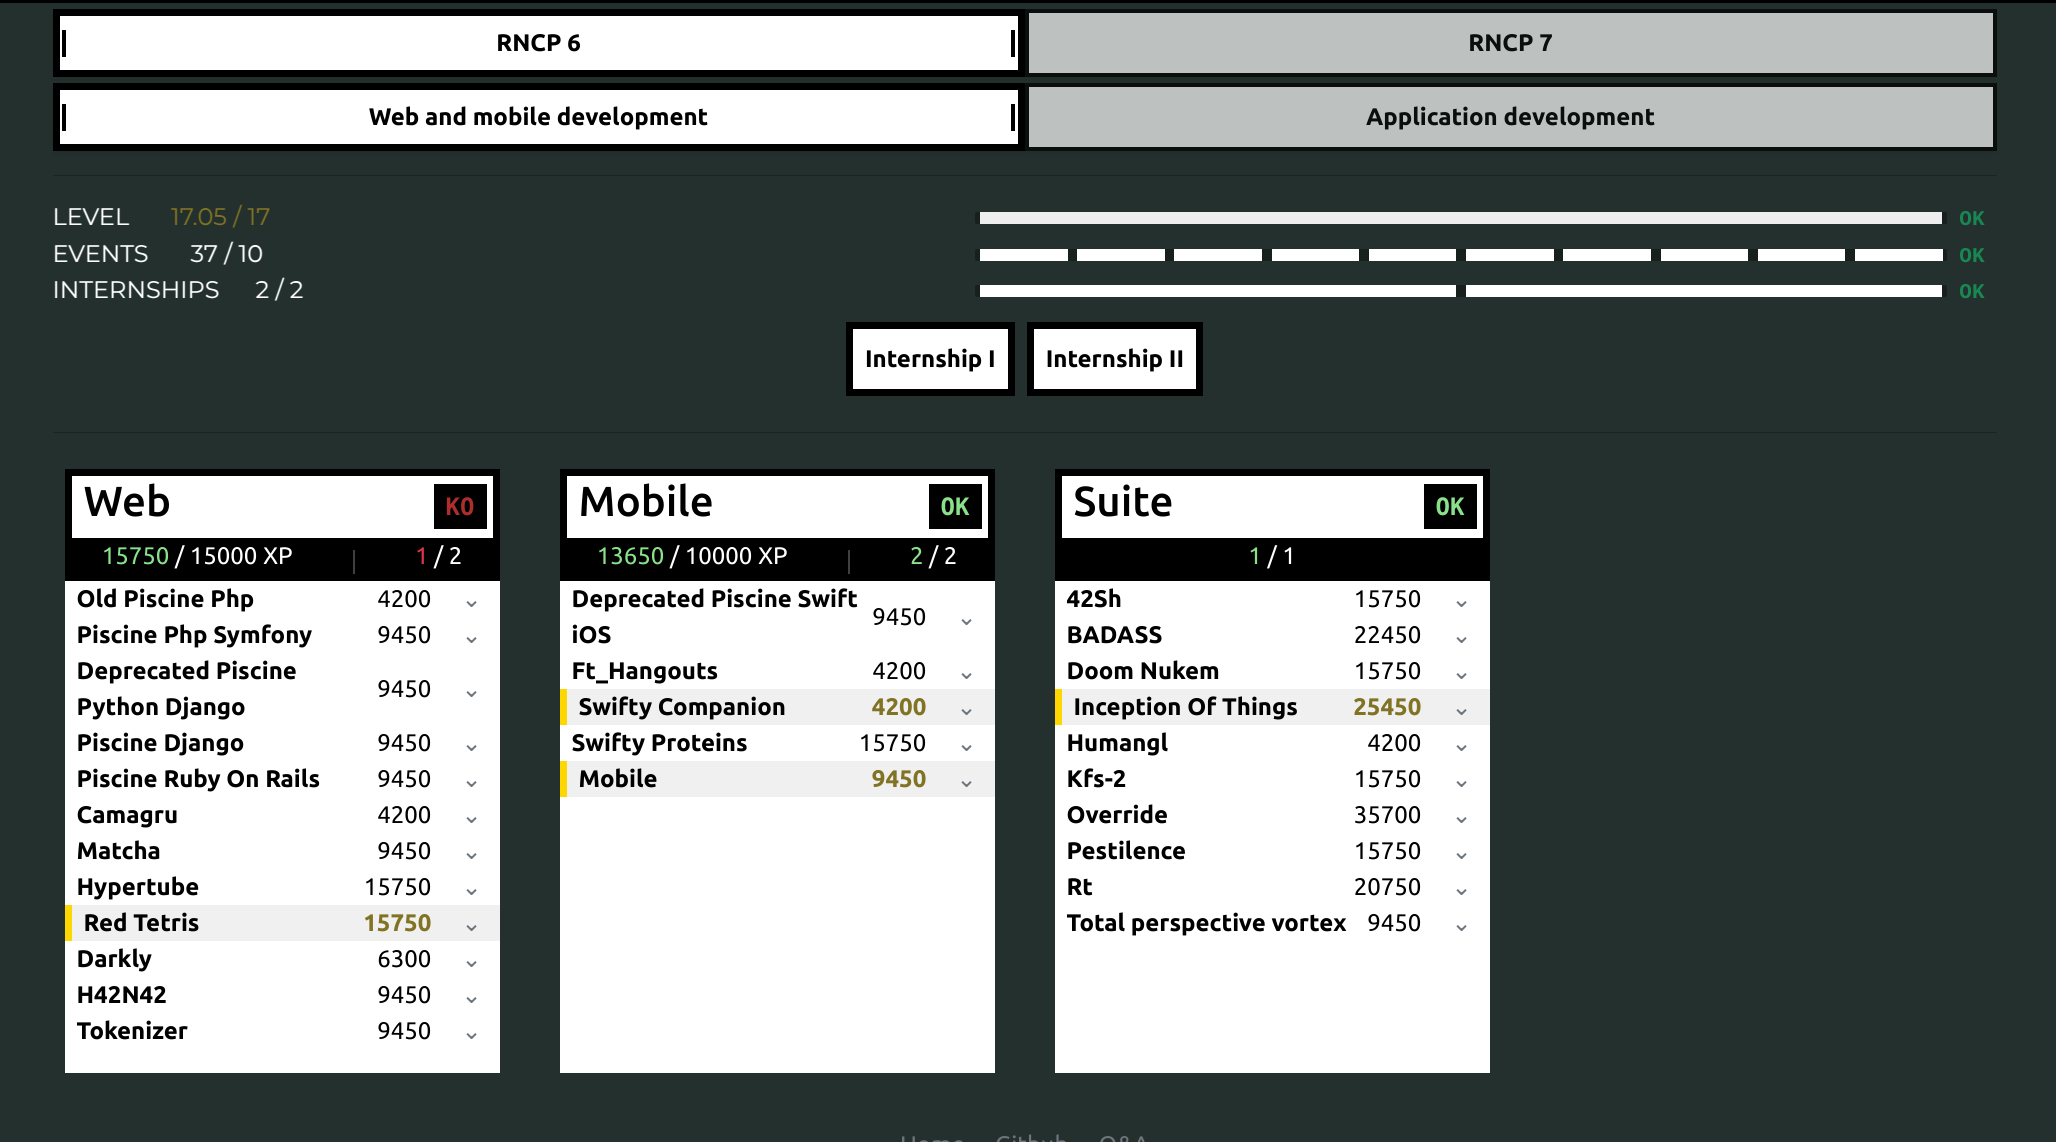 RNCP 6
RNCP 7
Web and mobile development
Application development
LEVEL 17.05 / 17 OK
EVENTS 37 / 10 OK
INTERNSHIPS 2 / 2 OK
Internship I
Internship II
Web KO
15750 / 15000 XP | 1 / 2
Old Piscine Php 4200
Piscine Php Symfony 9450
Deprecated Piscine
Python Django 9450
Piscine Django 9450
Piscine Ruby On Rails 9450
Camagru 4200
Matcha 9450
Hypertube 15750
Red Tetris 15750
Darkly 6300
H42N42 9450
Tokenizer 9450
Mobile OK
13650 / 10000 XP | 2 / 2
Deprecated Piscine Swift
iOS 9450
Ft_Hangouts 4200
Swifty Companion 4200
Swifty Proteins 15750
Mobile 9450
Suite OK
1 / 1
42Sh 15750
BADASS 22450
Doom Nukem 15750
Inception Of Things 25450
Humangl 4200
Kfs-2 15750
Override 35700
Pestilence 15750
Rt 20750
Total perspective vortex 9450
Home Github Q&A